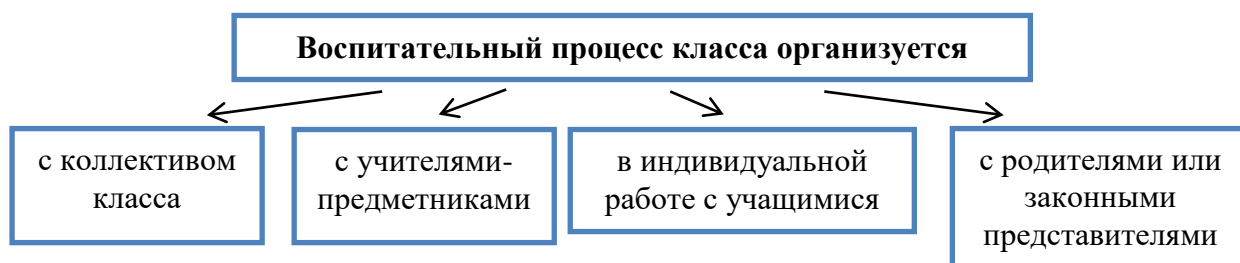 Воспитательный процесс класса организуется
с коллективом
класса
с учителями-
предметниками
в индивидуальной
работе с учащимися
с родителями или
законными
представителями